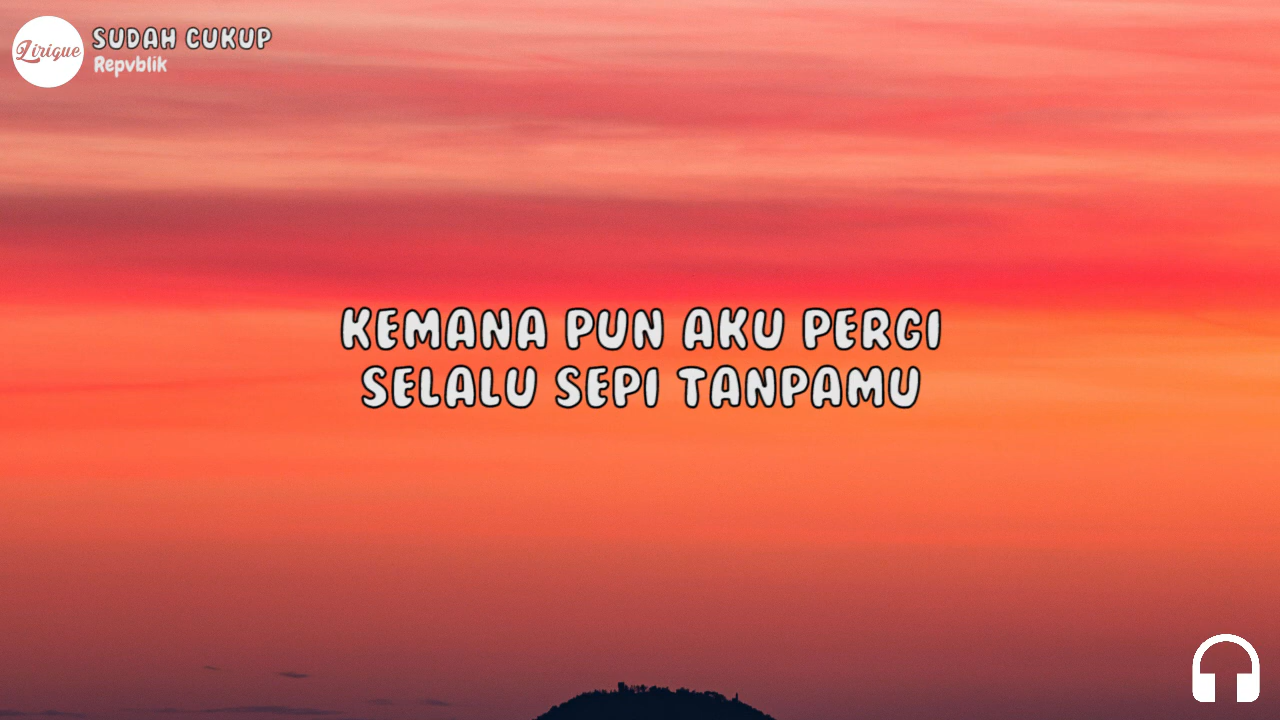 Lirique
SUDAH CUKUP
Repvblik
KEMANA PUN AKU PERGI
SELALU SEPI TANPAMU